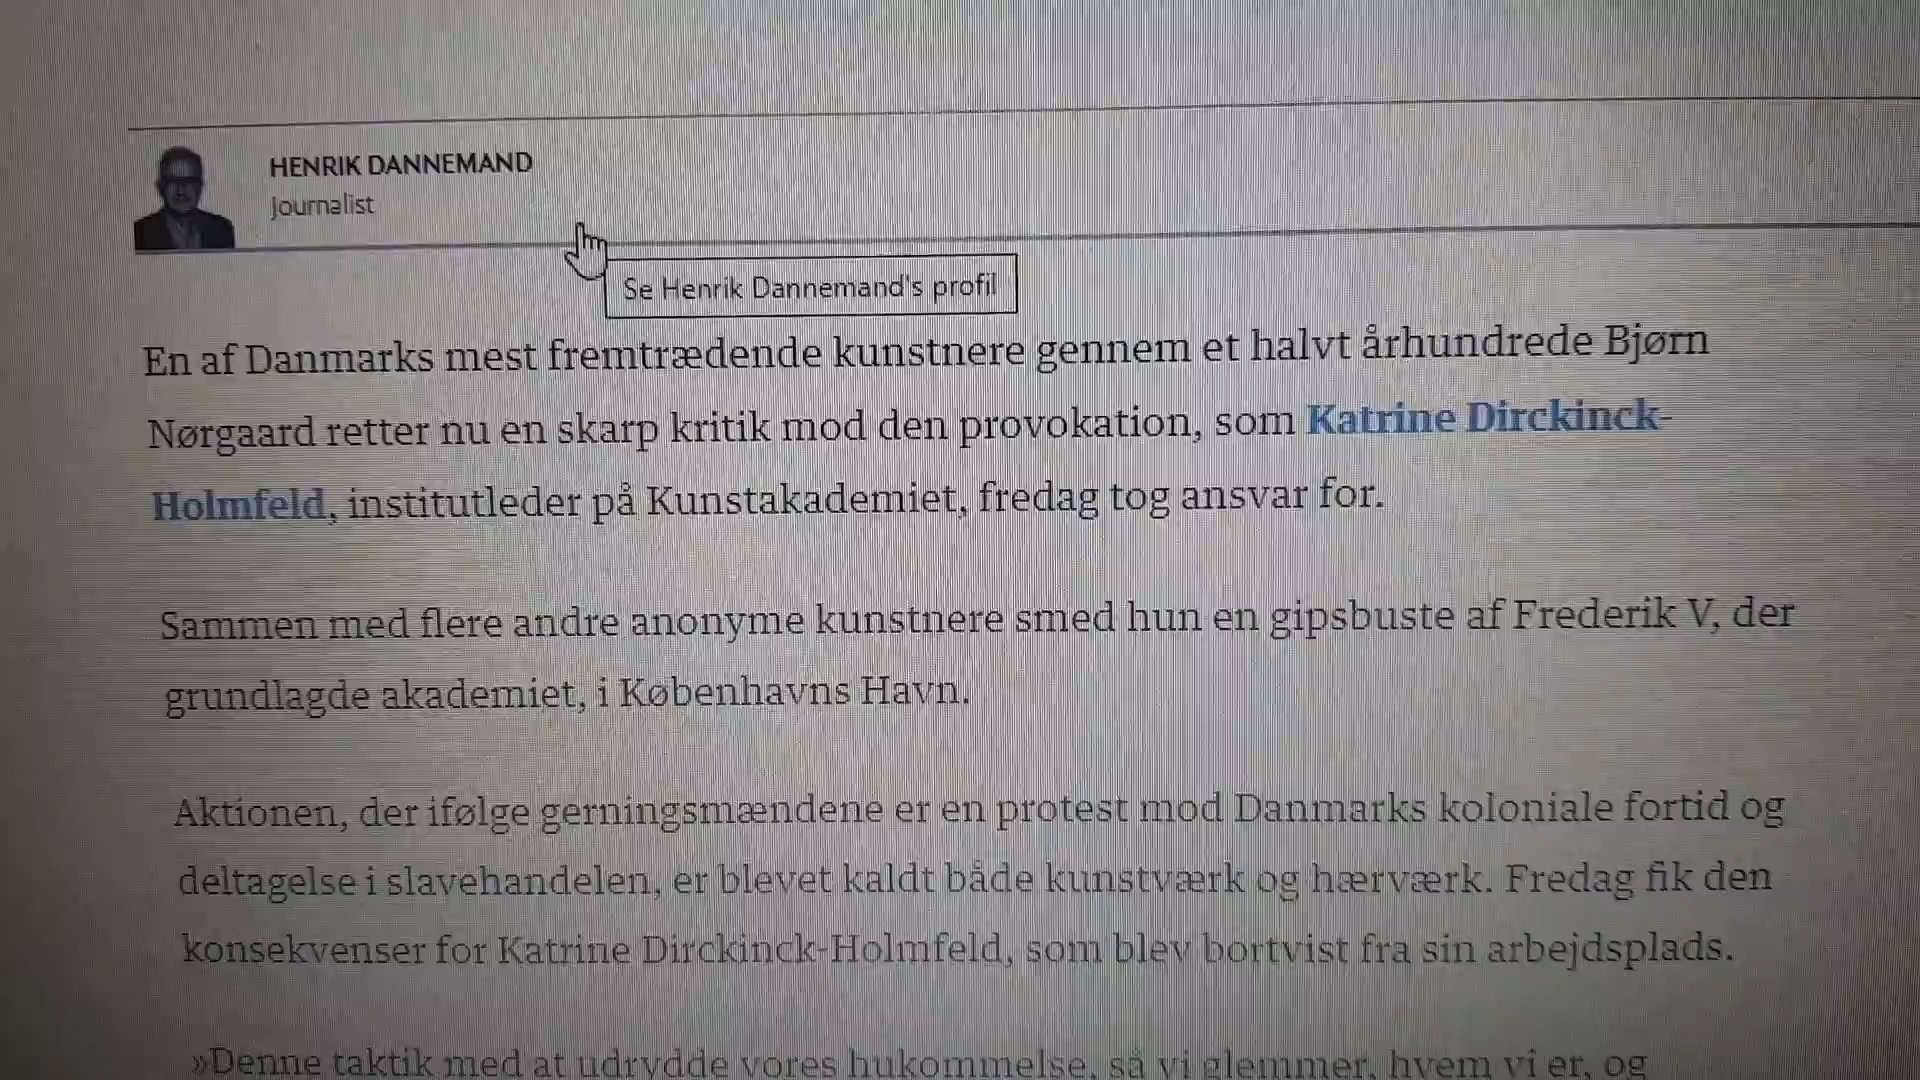 HENRIK DANNEMAND
Journalist
Se Henrik Dannemand's profil
En af Danmarks mest fremtrædende kunstnere gennem et halvt århundrede Bjørn
Nørgaard retter nu en skarp kritik mod den provokation, som Katrine Dirckinck-
Holmfeld, institutleder på Kunstakademiet, fredag tog ansvar for.
Sammen med flere andre anonyme kunstnere smed hun en gipsbuste af Frederik V, der
grundlagde akademiet, i Københavns Havn.
Aktionen, der ifølge gerningsmændene er en protest mod Danmarks koloniale fortid og
deltagelse i slavehandelen, er blevet kaldt både kunstværk og hærværk. Fredag fik den
konsekvenser for Katrine Dirckinck-Holmfeld, som blev bortvist fra sin arbejdsplads.
»Denne taktik med at udrydde vores hukommelse, så vi glemmer, hvem vi er, og